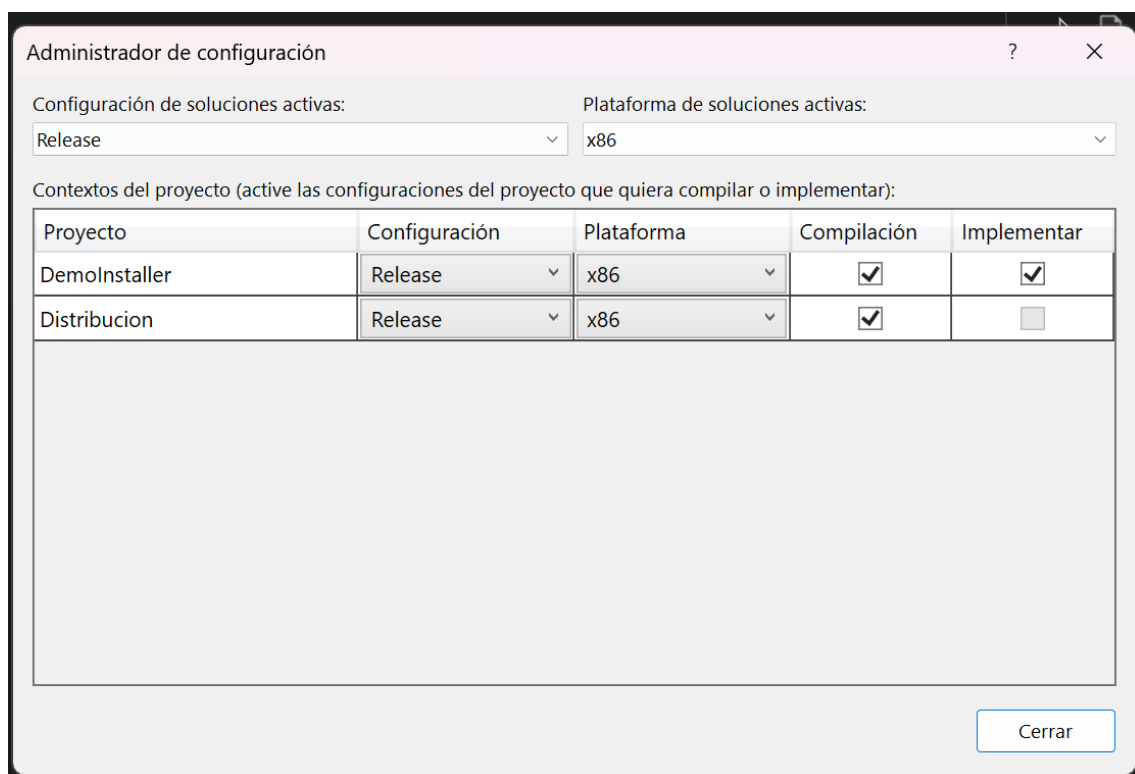 Administrador de configuración ?
Configuración de soluciones activas: Plataforma de soluciones activas:
Release x86
Contextos del proyecto (active las configuraciones del proyecto que quiera compilar o implementar):
Proyecto Configuración Plataforma Compilación Implementar
DemoInstaller Release x86
Distribucion Release x86
Cerrar